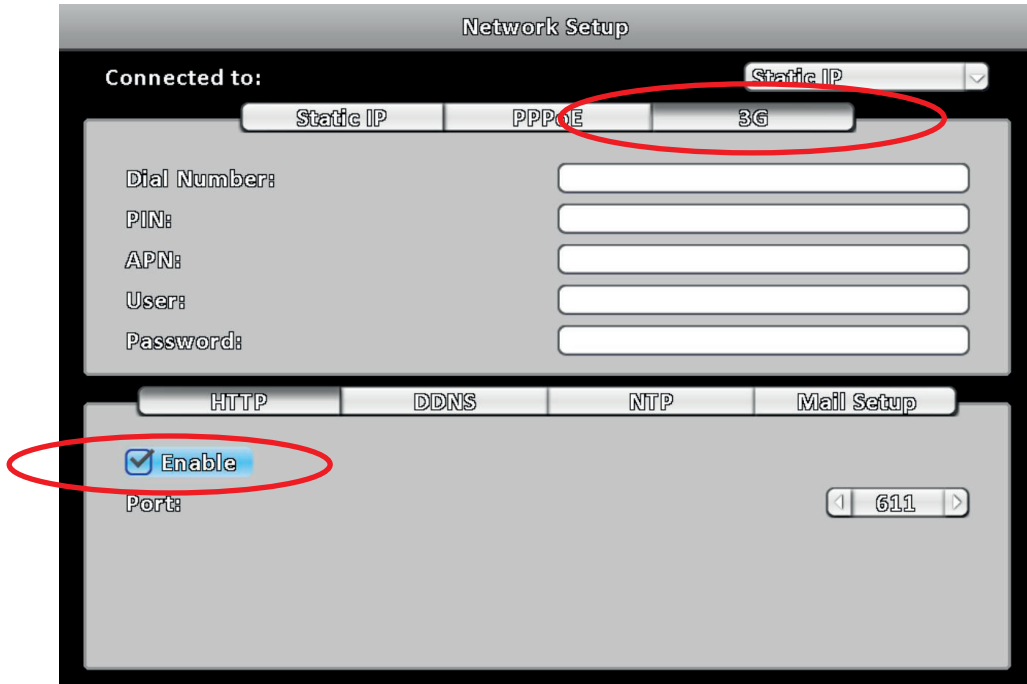 Network Setup
Connected to: Static IP
Static IP PPPoE 3G
Dial Number:
PIN:
APN:
User:
Password:
HTTP DDNS NTP Mail Setup
Enable
Port: 611